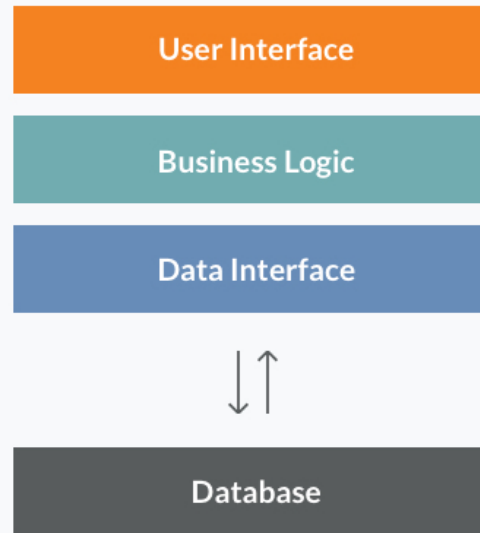 User Interface
Business Logic
Data Interface
Database